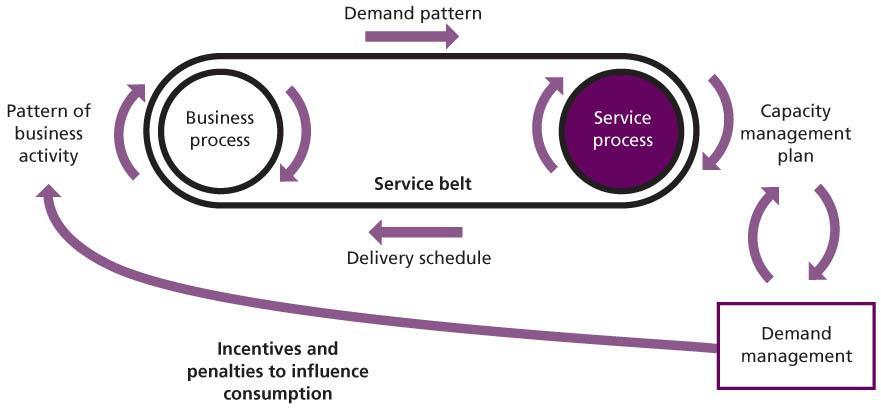 Demand pattern
Pattern of
business
activity
Business
process
Service
process
Capacity
management
plan
Service belt
Delivery schedule
Incentives and
penalties to influence
consumption
Demand
management